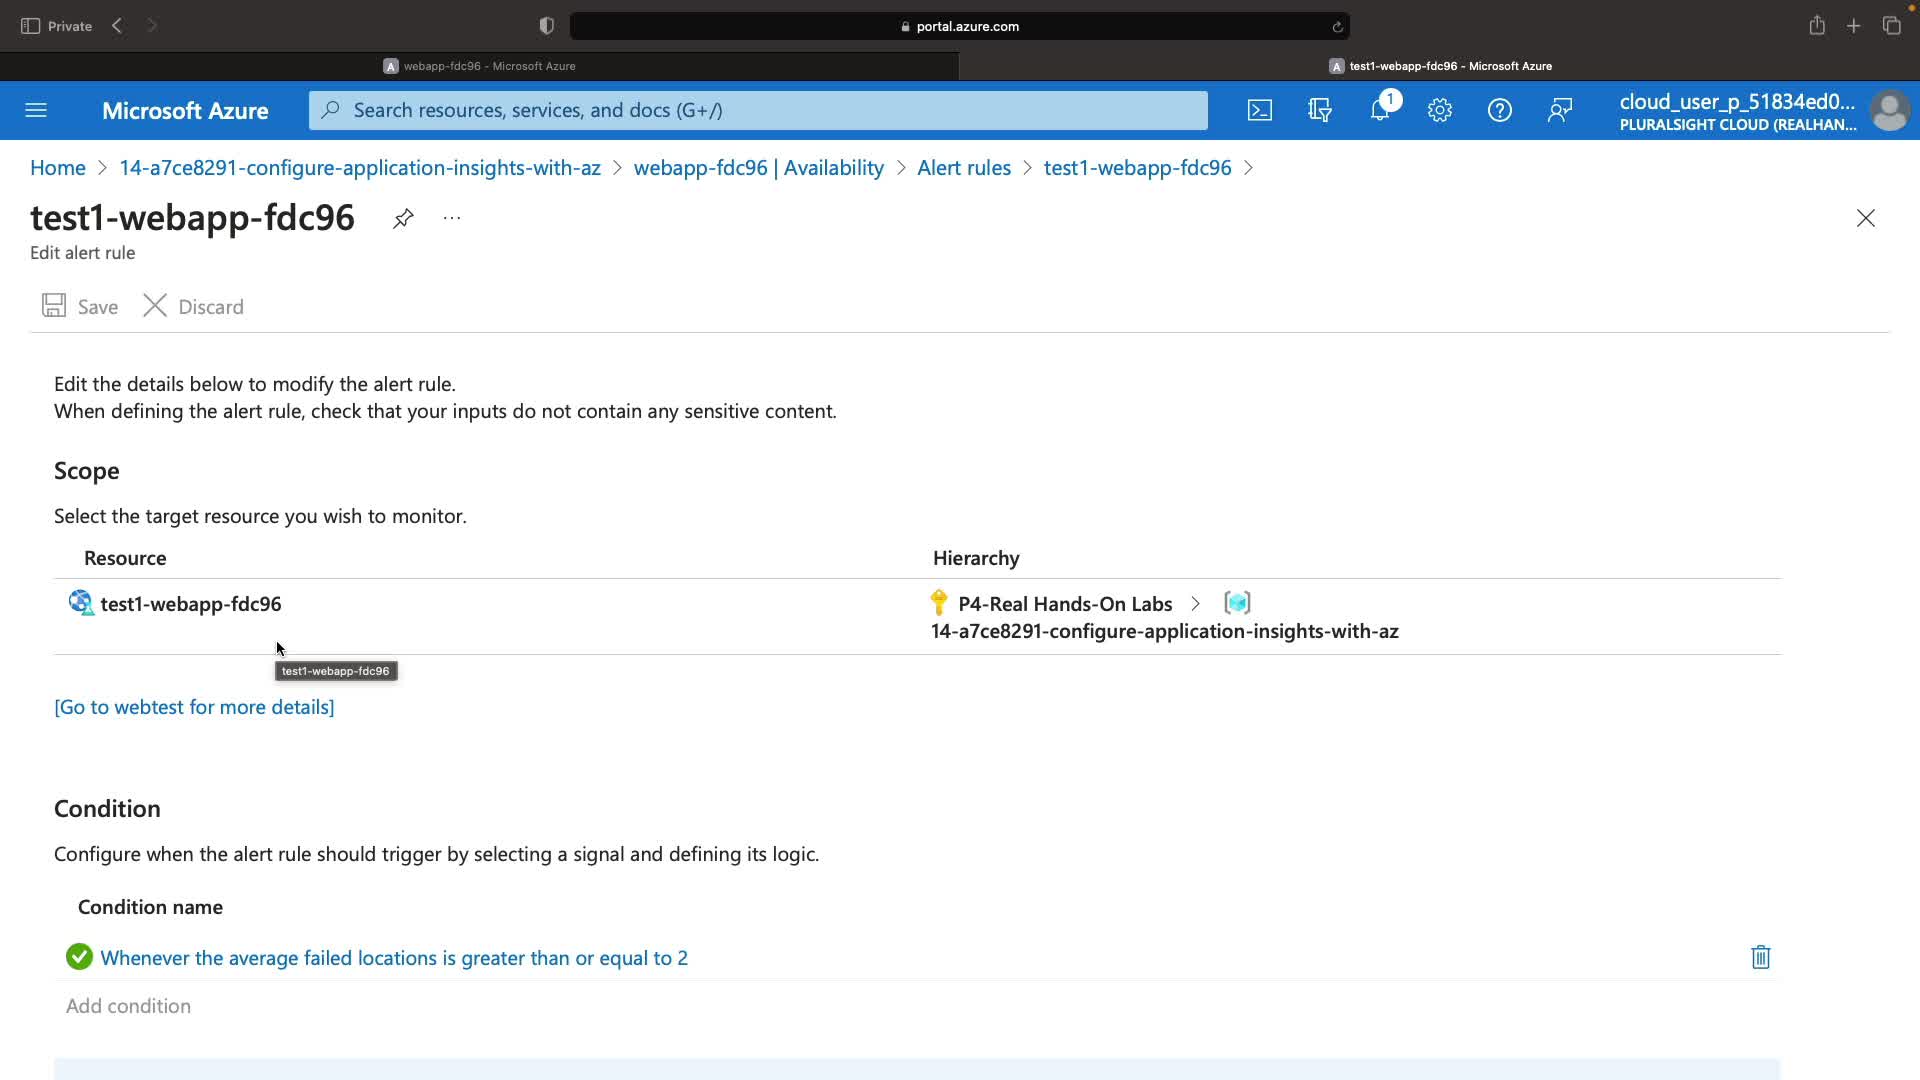 Private
portal.azure.com
A webapp-fdc96 - Microsoft Azure
A test1-webapp-fdc96 - Microsoft Azure
Microsoft Azure
Search resources, services, and docs (G+/)
1
cloud_user_p_51834ed0...
PLURALSIGHT CLOUD (REALHAN...
Home > 14-a7ce8291-configure-application-insights-with-az > webapp-fdc96 | Availability > Alert rules > test1-webapp-fdc96 >
test1-webapp-fdc96 ...
Edit alert rule
Save Discard
Edit the details below to modify the alert rule.
When defining the alert rule, check that your inputs do not contain any sensitive content.
Scope
Select the target resource you wish to monitor.
Resource Hierarchy
test1-webapp-fdc96
P4-Real Hands-On Labs >
14-a7ce8291-configure-application-insights-with-az
test1-webapp-fdc96
[Go to webtest for more details]
Condition
Configure when the alert rule should trigger by selecting a signal and defining its logic.
Condition name
Whenever the average failed locations is greater than or equal to 2
Add condition